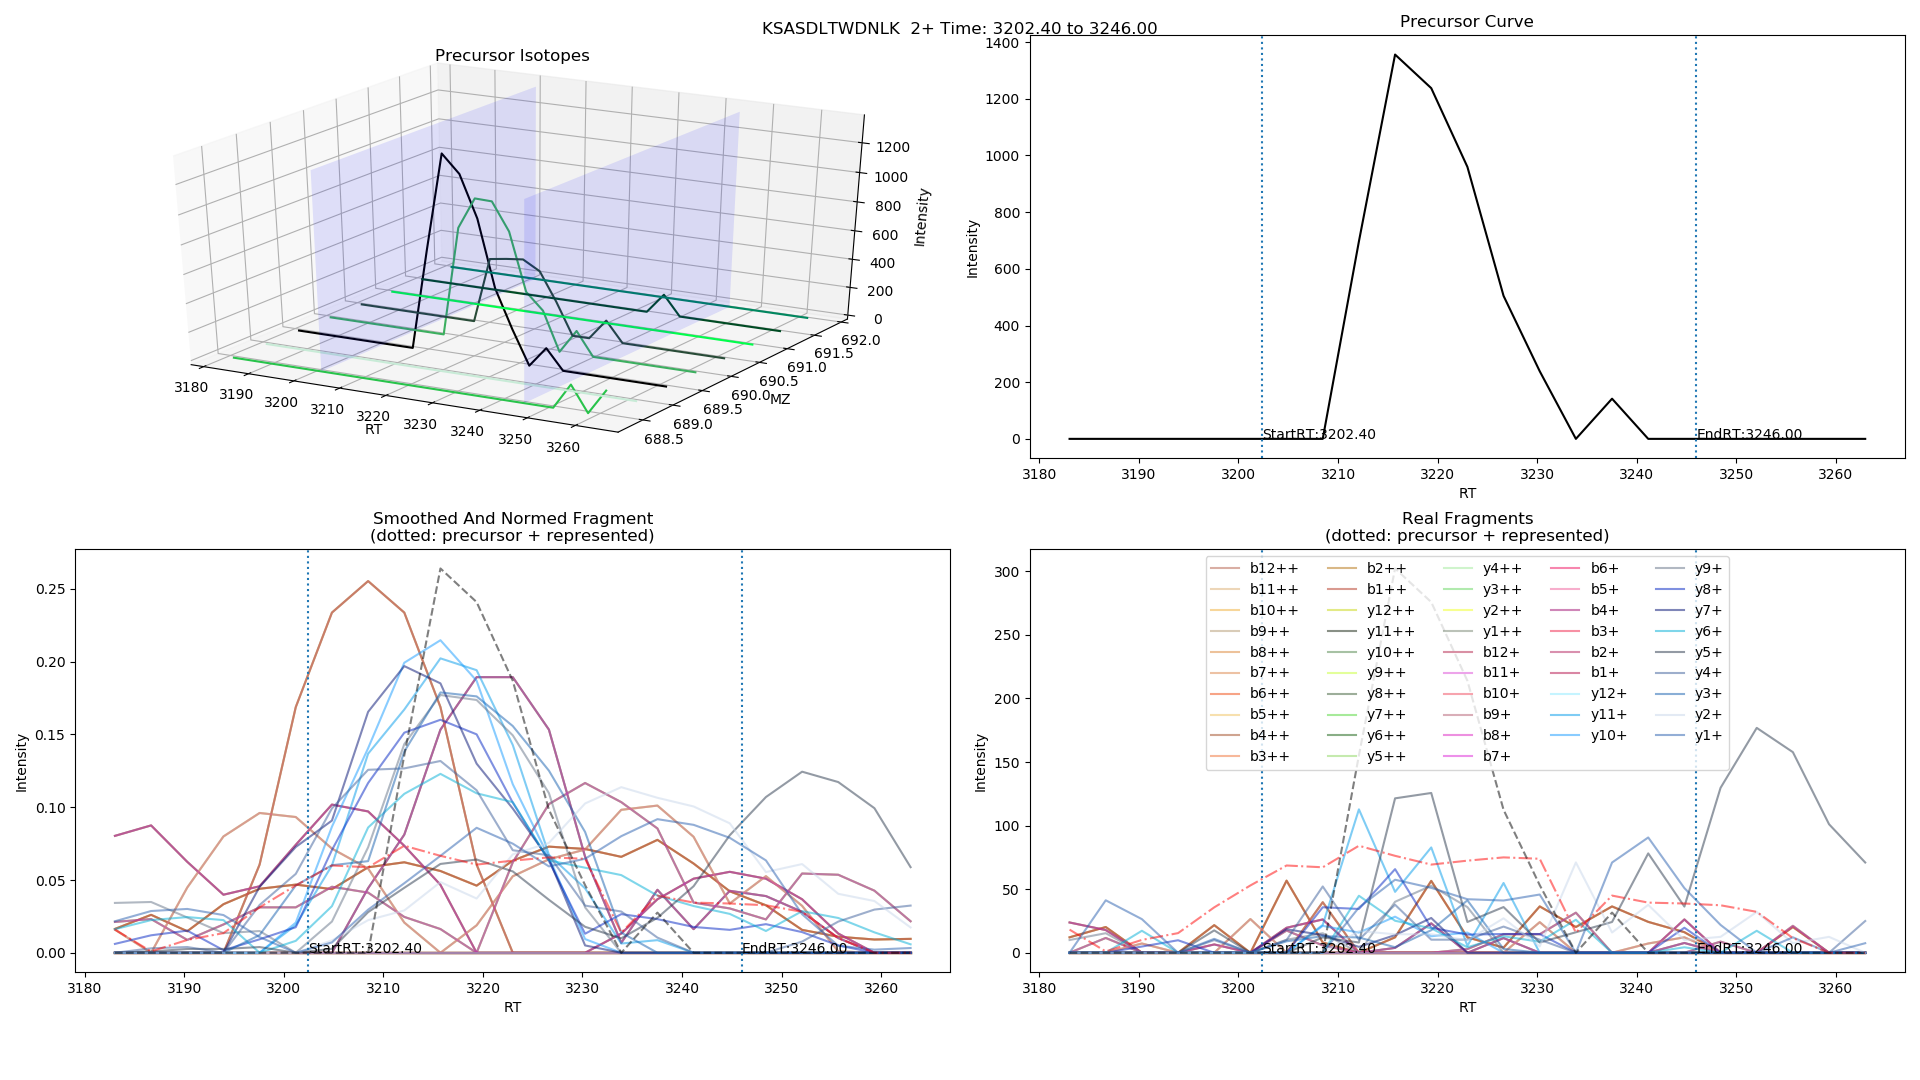 KSASDLTWDNLK  2+ Time: 3202.40 to 3246.00
Precursor Isotopes
1200
1000
800
600
400
200
0
Intensity
692.0
691.5
691.0
690.5
690.0
689.5
689.0
688.5
MZ
3180
3190
3200
3210
3220
3230
3240
3250
3260
RT
Precursor Curve
1400
1200
1000
800
600
400
200
0
Intensity
StartRT:3202.40
EndRT:3246.00
3180
3190
3200
3210
3220
3230
3240
3250
3260
RT
Smoothed And Normed Fragment
(dotted: precursor + represented)
0.25
0.20
0.15
0.10
0.05
0.00
Intensity
StartRT:3202.40
EndRT:3246.00
3180
3190
3200
3210
3220
3230
3240
3250
3260
RT
Real Fragments
(dotted: precursor + represented)
300
250
200
150
100
50
0
Intensity
b12++
b11++
b10++
b9++
b8++
b7++
b6++
b5++
b4++
b3++
b2++
b1++
y12++
y11++
y10++
y9++
y8++
y7++
y6++
y5++
y4++
y3++
y2++
y1++
b12+
b11+
b10+
b9+
b8+
b7+
b6+
b5+
b4+
b3+
b2+
b1+
y12+
y11+
y10+
y9+
y8+
y7+
y6+
y5+
y4+
y3+
y2+
y1+
StartRT:3202.40
EndRT:3246.00
3180
3190
3200
3210
3220
3230
3240
3250
3260
RT